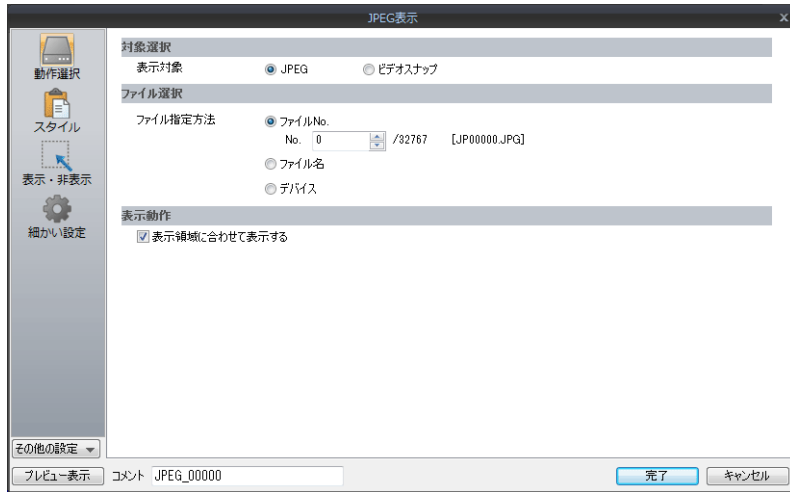 JPEG表示
x
動作選択
スタイル
表示・非表示
細かい設定
その他の設定
対象選択
表示対象 JPEG ビデオスナップ
ファイル選択
ファイル指定方法 ファイルNo.
No. 0 /32767 [JP00000.JPG]
ファイル名
デバイス
表示動作
表示領域に合わせて表示する
プレビュー表示 コメント JPEG_00000 完了 キャンセル